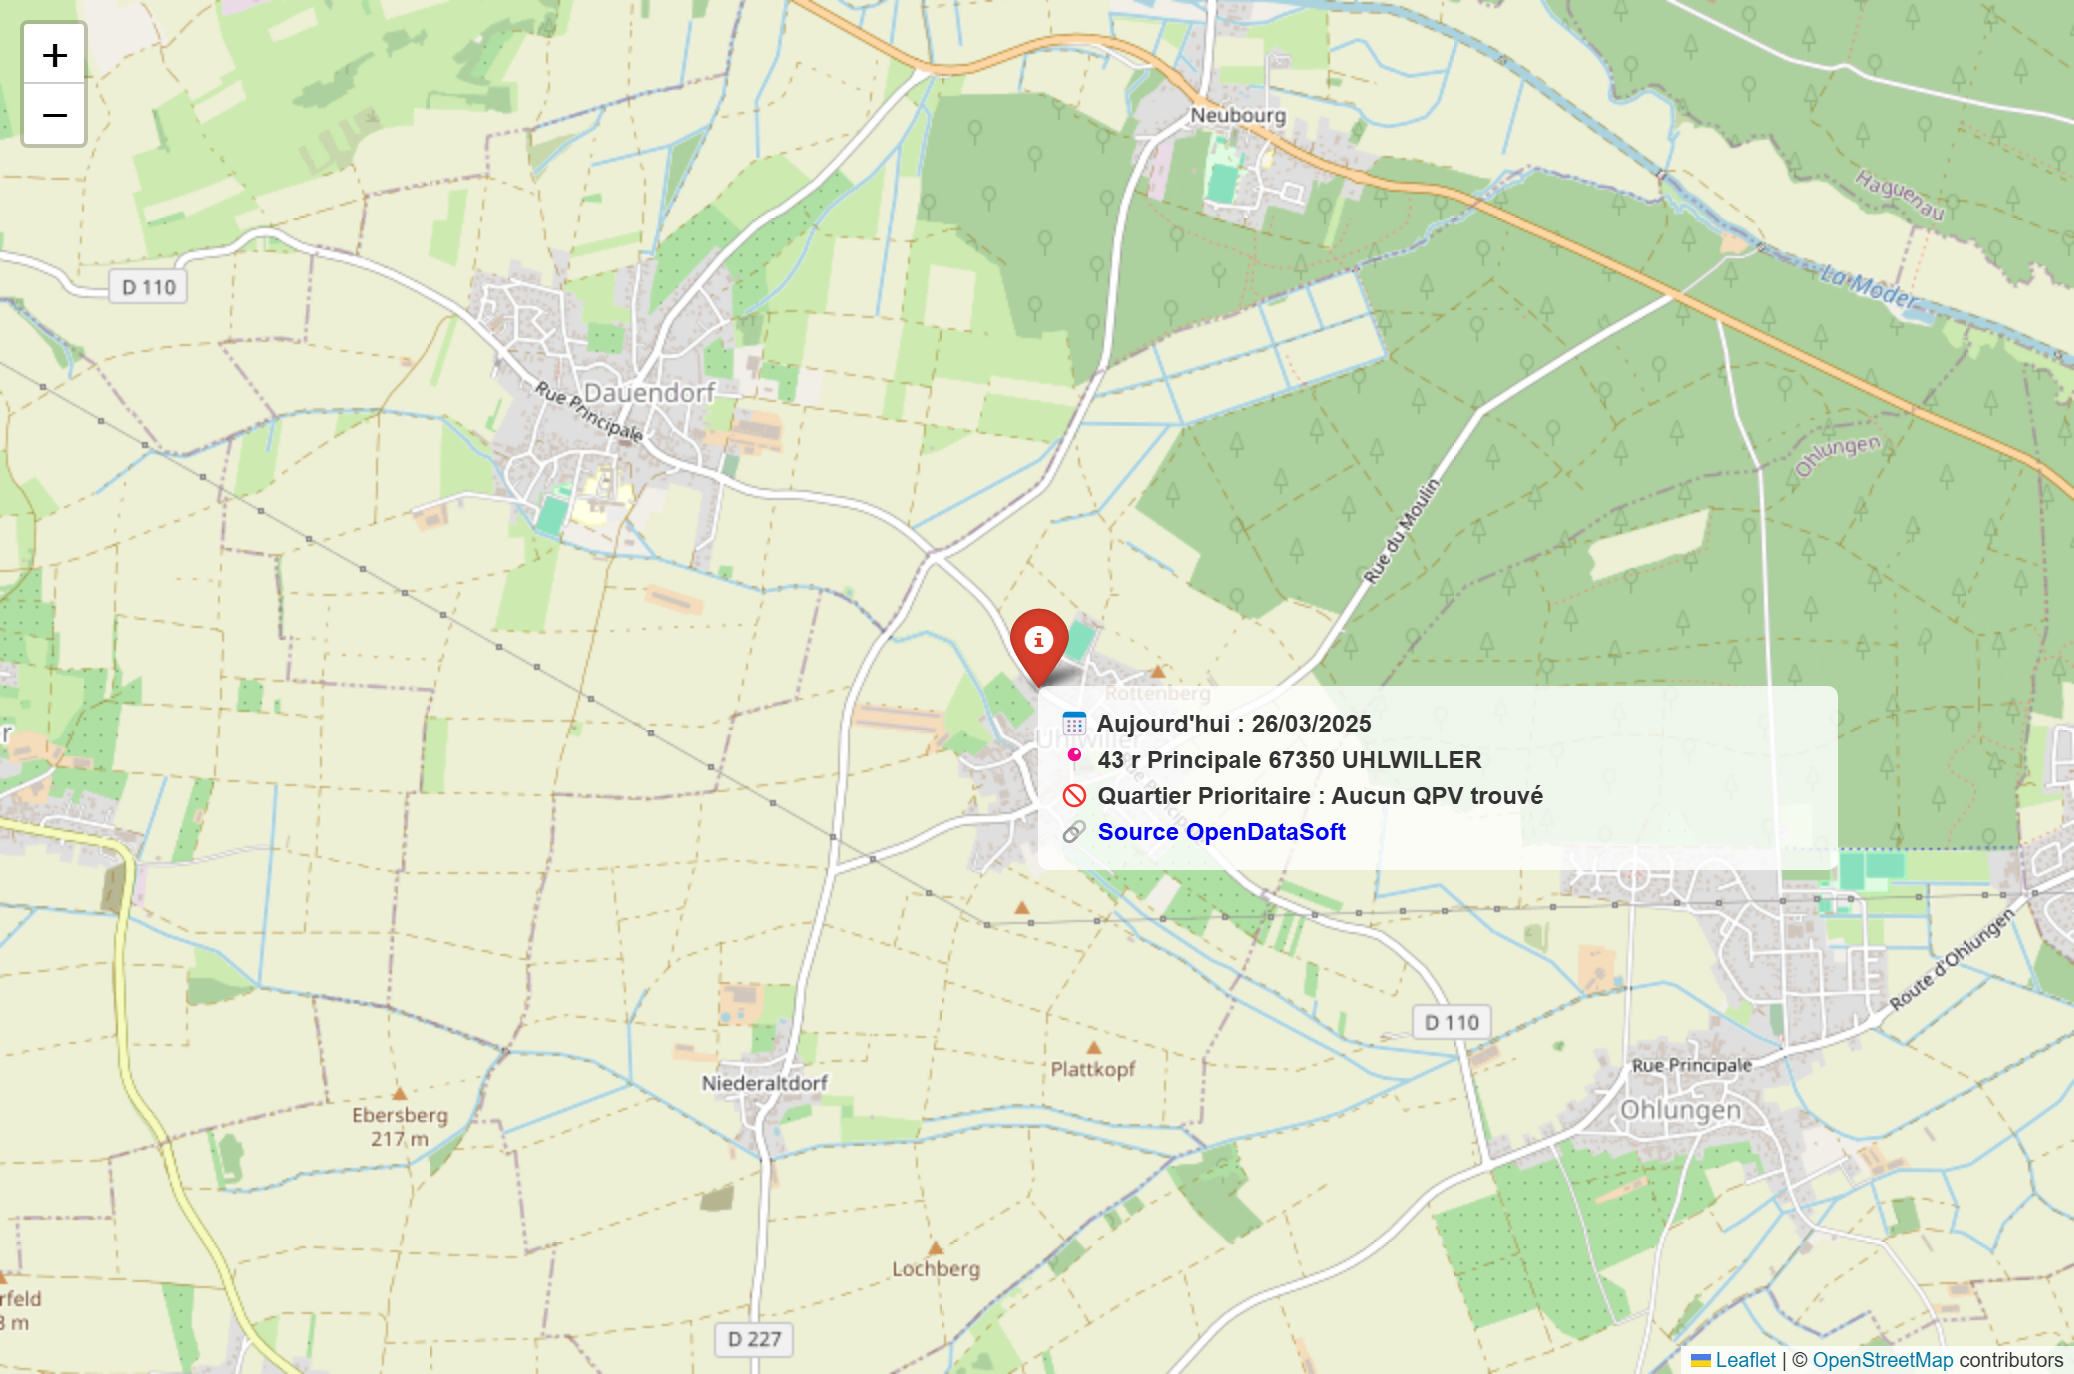 +
−
Neubourg
Haguenau
La Moder
D 110
Dauendorf
Rue Principale
Ohlungen
Rue du Moulin
Rottenberg
Uhlwiller
Aujourd'hui : 26/03/2025
43 r Principale 67350 UHLWILLER
Quartier Prioritaire : Aucun QPV trouvé
Source OpenDataSoft
Route d'Ohlungen
D 110
Plattkopf
Niederaltdorf
Rue Principale
Ohlungen
Ebersberg
217 m
Lochberg
rfeld
D 227
Leaflet | © OpenStreetMap contributors